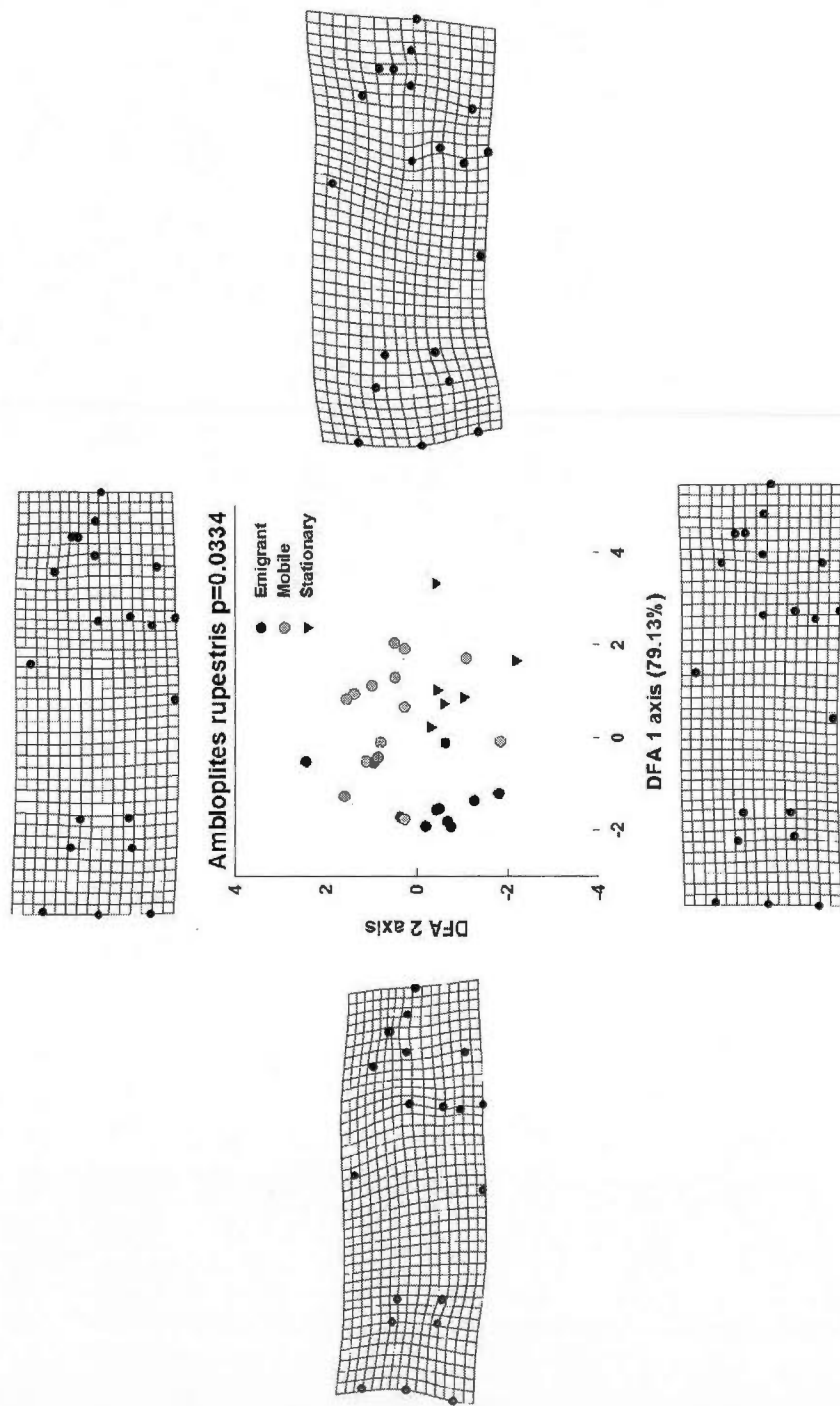 Ambloplites rupestris p=0.0334
Emigrant
Mobile
Stationary
4
2
0
-2
-4
DFA 2 axis
-2 0 2 4
DFA 1 axis (79.13%)